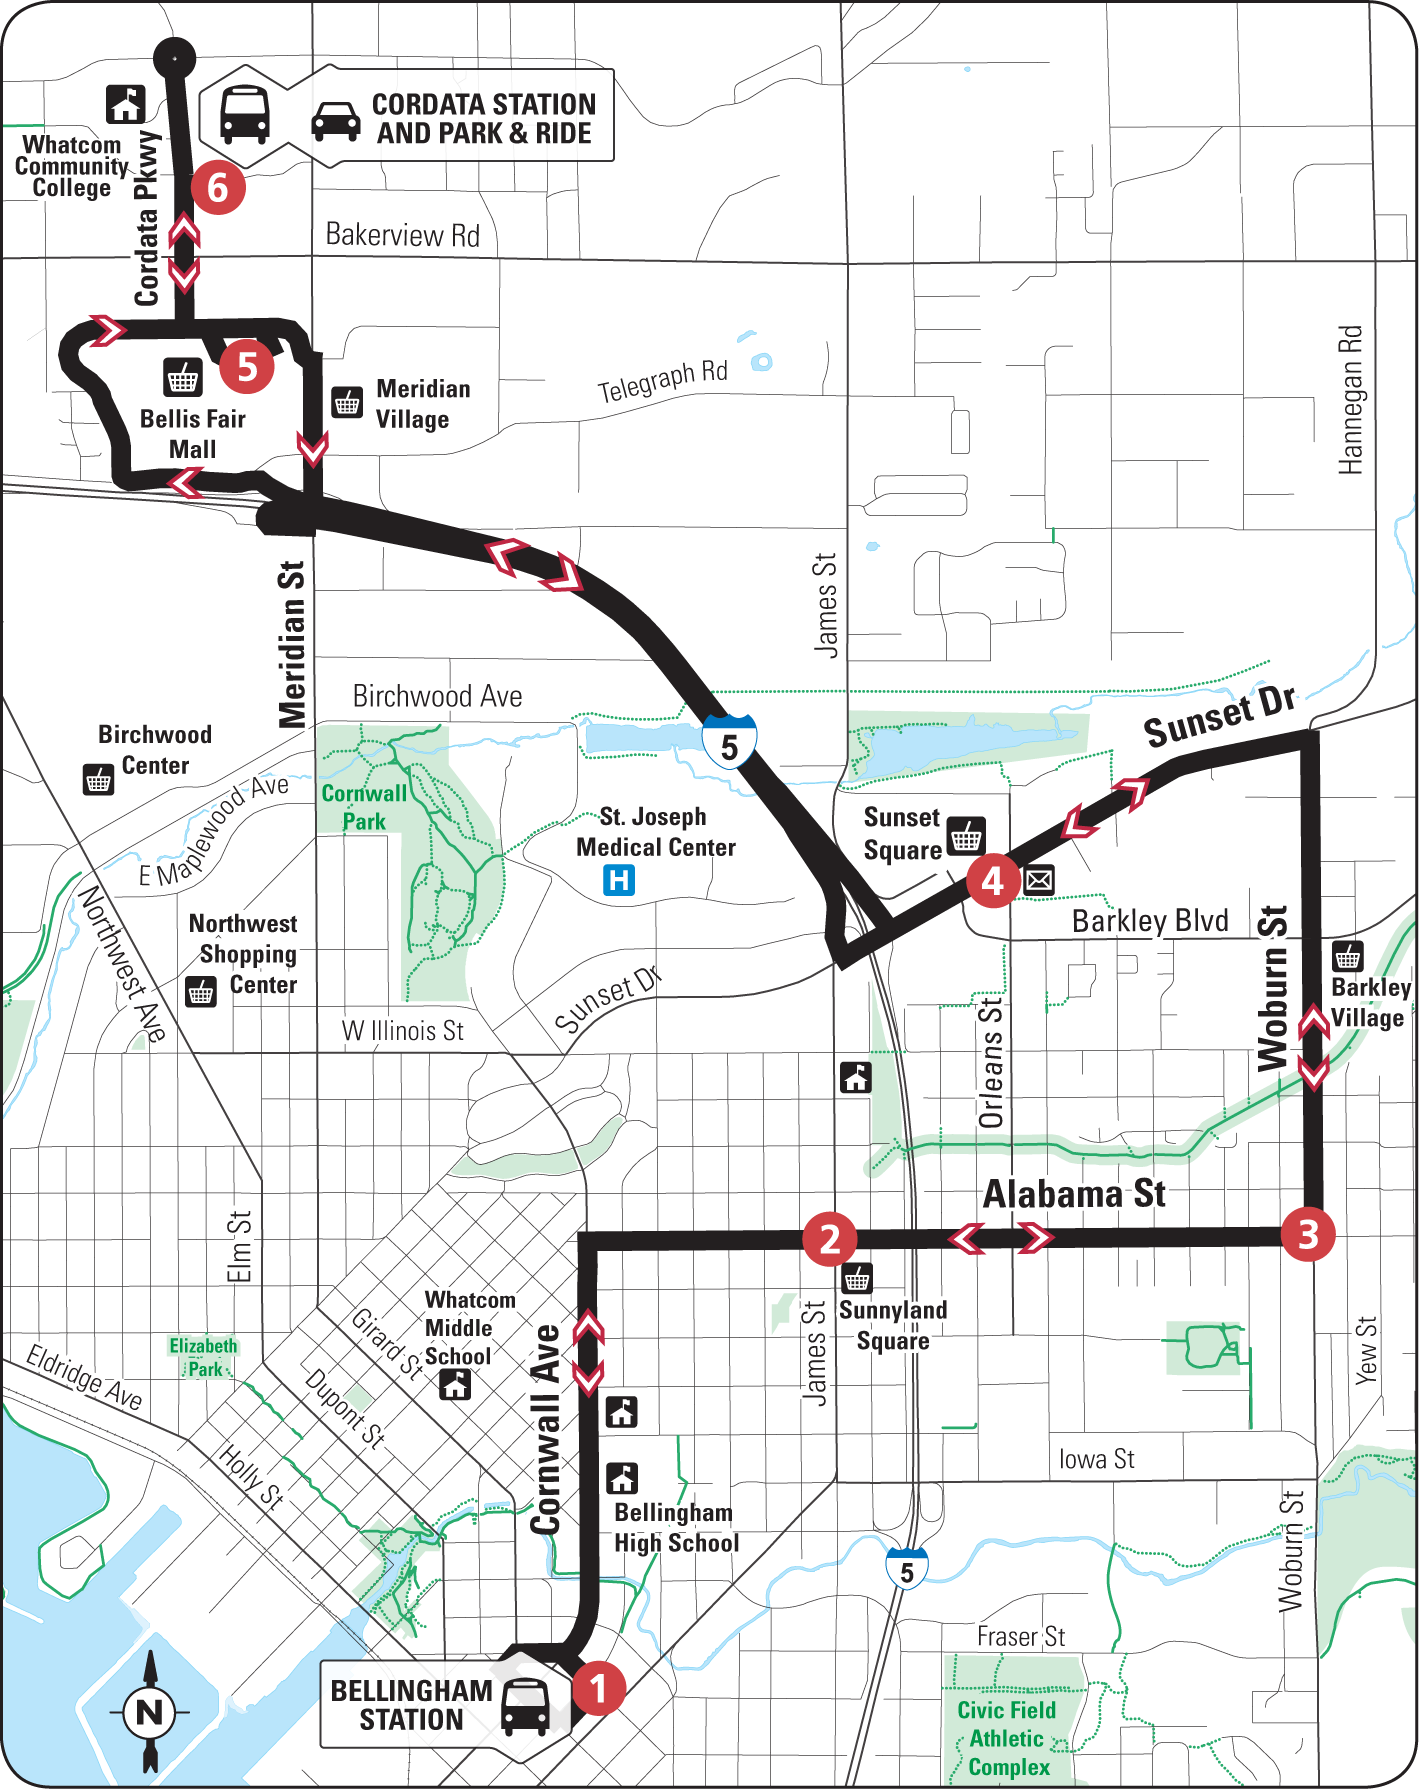 CORDATA STATION
AND PARK & RIDE
Whatcom
Community
College
Cordata Pkwy
6
Bakerview Rd
5
Bellis Fair
Mall
Meridian
Village
Telegraph Rd
Hannegan Rd
Meridian St
James St
Birchwood Ave
Sunset Dr
5
Birchwood
Center
E Maplewood Ave
Cornwall
Park
St. Joseph
Medical Center
H
Sunset
Square
4
Barkley Blvd
Woburn St
Barkley
Village
Northwest Ave
Northwest
Shopping
Center
Sunset Dr
W Illinois St
Orleans St
Alabama St
2
3
Elm St
Sunnyland
Square
James St
Yew St
Whatcom
Middle
School
Girard St
Cornwall Ave
Elizabeth
Park
Eldridge Ave
Dupont St
Holly St
Iowa St
Bellingham
High School
Woburn St
5
Fraser St
BELLINGHAM
STATION
1
N
Civic Field
Athletic
Complex